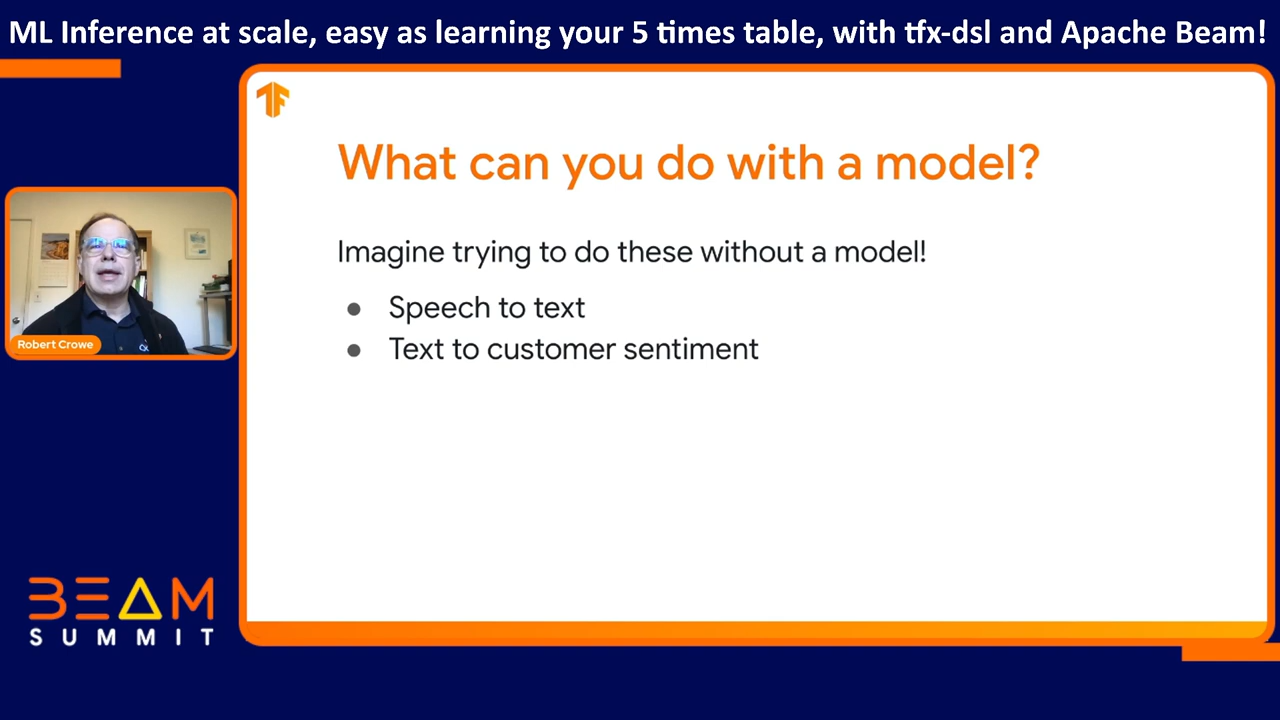 ML Inference at scale, easy as learning your 5 times table, with tfx-dsl and Apache Beam!
What can you do with a model?
Imagine trying to do these without a model!
● Speech to text
● Text to customer sentiment
Robert Crowe
BEAM
SUMMIT